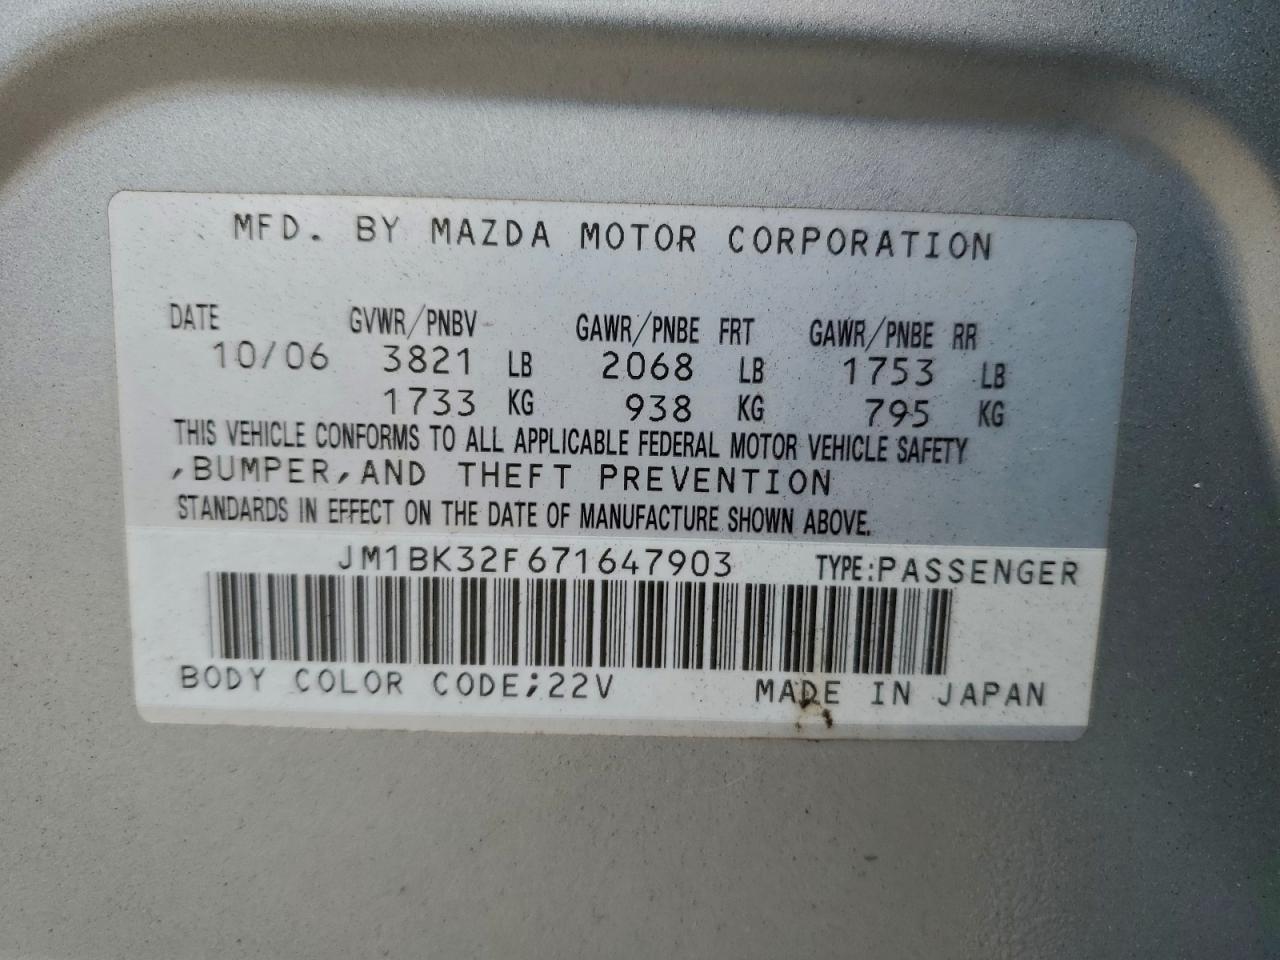 MFD. BY MAZDA MOTOR CORPORATION
DATE GVWR/PNBV GAWR/PNBE FRT GAWR/PNBE RR
10/06 3821 LB 2068 LB 1753 LB
1733 KG 938 KG 795 KG
THIS VEHICLE CONFORMS TO ALL APPLICABLE FEDERAL MOTOR VEHICLE SAFETY
,BUMPER,AND THEFT PREVENTION
STANDARDS IN EFFECT ON THE DATE OF MANUFACTURE SHOWN ABOVE.
JM1BK32F671647903 TYPE:PASSENGER
BODY COLOR CODE;22V MADE IN JAPAN